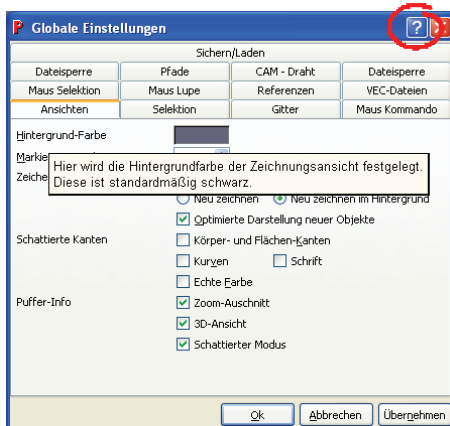 Globale Einstellungen
Sichern/Laden
Dateisperre Pfade CAM - Draht Dateisperre
Maus Selektion Maus Lupe Referenzen VEC-Dateien
Ansichten Selektion Gitter Maus Kommando
Hintergrund-Farbe
Hier wird die Hintergrundfarbe der Zeichnungsansicht festgelegt.
Diese ist standardmäßig schwarz.
Neu zeichnen Neu zeichnen im Hintergrund
Optimierte Darstellung neuer Objekte
Schattierte Kanten Körper- und Flächen-Kanten
Kurven Schrift
Echte Farbe
Puffer-Info Zoom-Auschnitt
3D-Ansicht
Schattierter Modus
Ok Abbrechen Übernehmen